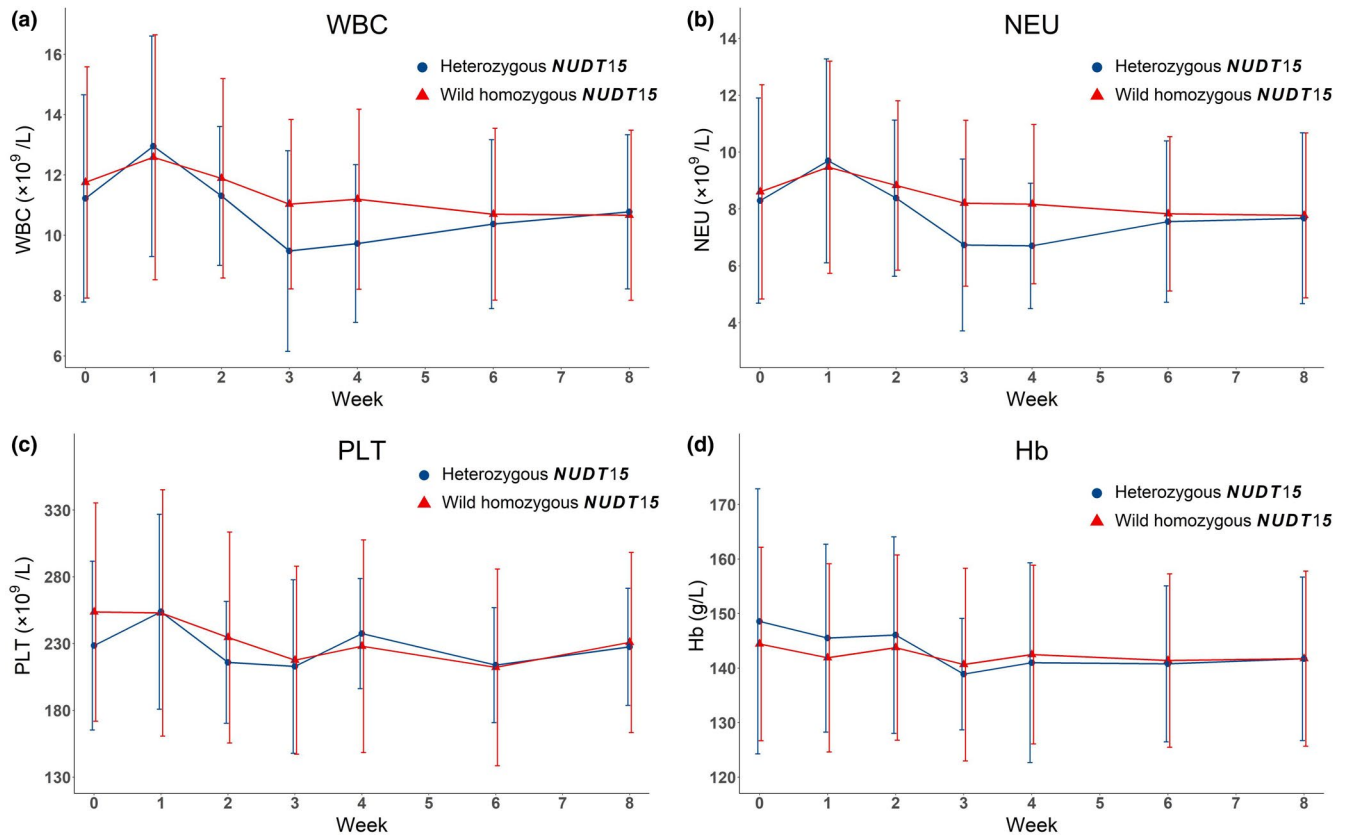 (a) WBC
Heterozygous NUDT15
Wild homozygous NUDT15
WBC (×10⁹ /L)
16
14
12
10
8
6
0 1 2 3 4 5 6 7 8
Week
(b) NEU
Heterozygous NUDT15
Wild homozygous NUDT15
NEU (×10⁹ /L)
14
12
10
8
6
4
0 1 2 3 4 5 6 7 8
Week
(c) PLT
Heterozygous NUDT15
Wild homozygous NUDT15
PLT (×10⁹ /L)
330
280
230
180
130
0 1 2 3 4 5 6 7 8
Week
(d) Hb
Heterozygous NUDT15
Wild homozygous NUDT15
Hb (g/L)
170
160
150
140
130
120
0 1 2 3 4 5 6 7 8
Week